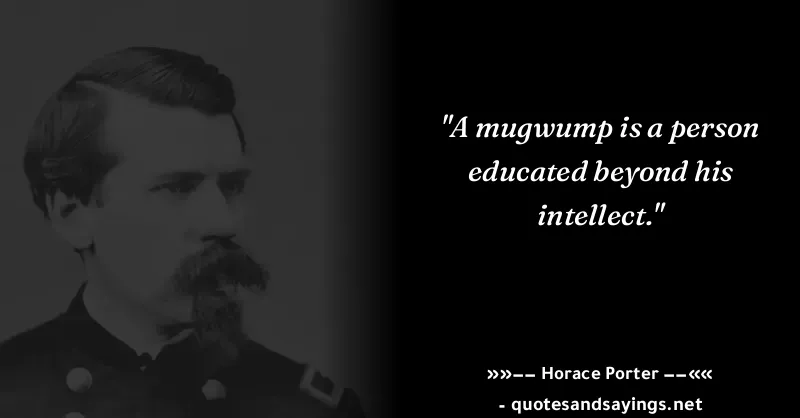 "A mugwump is a person
educated beyond his
intellect."
»»–– Horace Porter ––««
- quotesandsayings.net